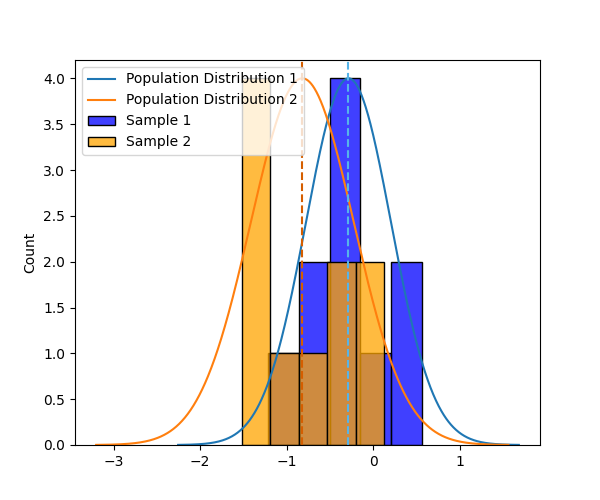 Population Distribution 1
Population Distribution 2
Sample 1
Sample 2
Count
4.0
3.5
3.0
2.5
2.0
1.5
1.0
0.5
0.0
−3 −2 −1 0 1